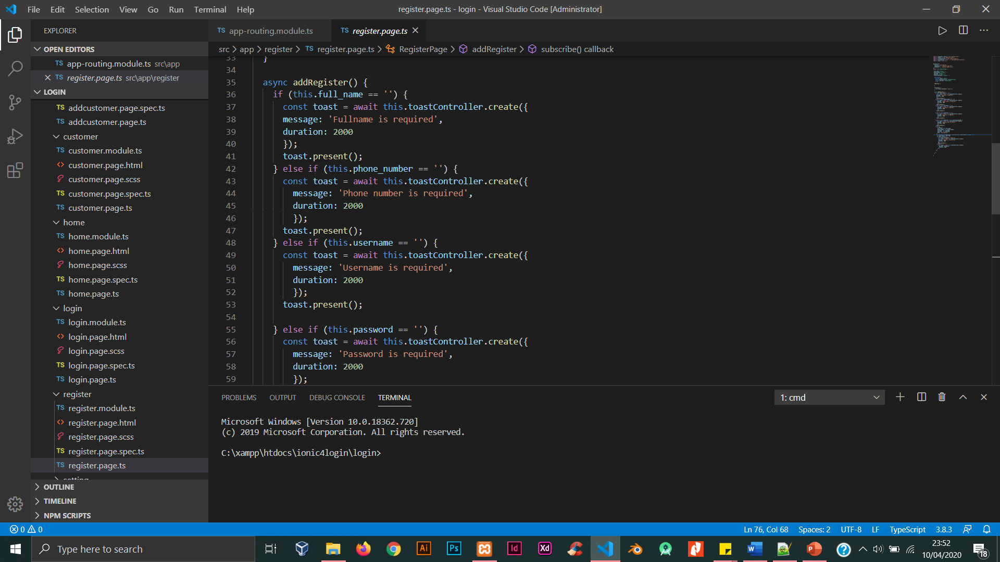 File Edit Selection View Go Run Terminal Help
register.page.ts - login - Visual Studio Code [Administrator]
EXPLORER
OPEN EDITORS
TS app-routing.module.ts src\app
TS register.page.ts src\app\register
LOGIN
TS addcustomer.page.spec.ts
TS addcustomer.page.ts
customer
TS customer.module.ts
<> customer.page.html
customer.page.scss
TS customer.page.spec.ts
TS customer.page.ts
home
TS home.module.ts
<> home.page.html
home.page.scss
TS home.page.spec.ts
TS home.page.ts
login
TS login.module.ts
<> login.page.html
login.page.scss
TS login.page.spec.ts
TS login.page.ts
register
TS register.module.ts
<> register.page.html
register.page.scss
TS register.page.spec.ts
TS register.page.ts
setting
OUTLINE
TIMELINE
NPM SCRIPTS
TS app-routing.module.ts
TS register.page.ts
src > app > register > TS register.page.ts > RegisterPage > addRegister > subscribe() callback
33 }
34
35 async addRegister() {
36 if (this.full_name == '') {
37 const toast = await this.toastController.create({
38 message: 'Fullname is required',
39 duration: 2000
40 });
41 toast.present();
42 } else if (this.phone_number == '') {
43 const toast = await this.toastController.create({
44 message: 'Phone number is required',
45 duration: 2000
46 });
47 toast.present();
48 } else if (this.username == '') {
49 const toast = await this.toastController.create({
50 message: 'Username is required',
51 duration: 2000
52 });
53 toast.present();
54
55 } else if (this.password == '') {
56 const toast = await this.toastController.create({
57 message: 'Password is required',
58 duration: 2000
59 });
PROBLEMS OUTPUT DEBUG CONSOLE TERMINAL
1: cmd
Microsoft Windows [Version 10.0.18362.720]
(c) 2019 Microsoft Corporation. All rights reserved.
C:\xampp\htdocs\ionic4login\login>
0 0
Ln 76, Col 68 Spaces: 2 UTF-8 LF TypeScript 3.8.3
Type here to search
Ai
Ps
Id
Xd
W
P
?
23:52
10/04/2020
18